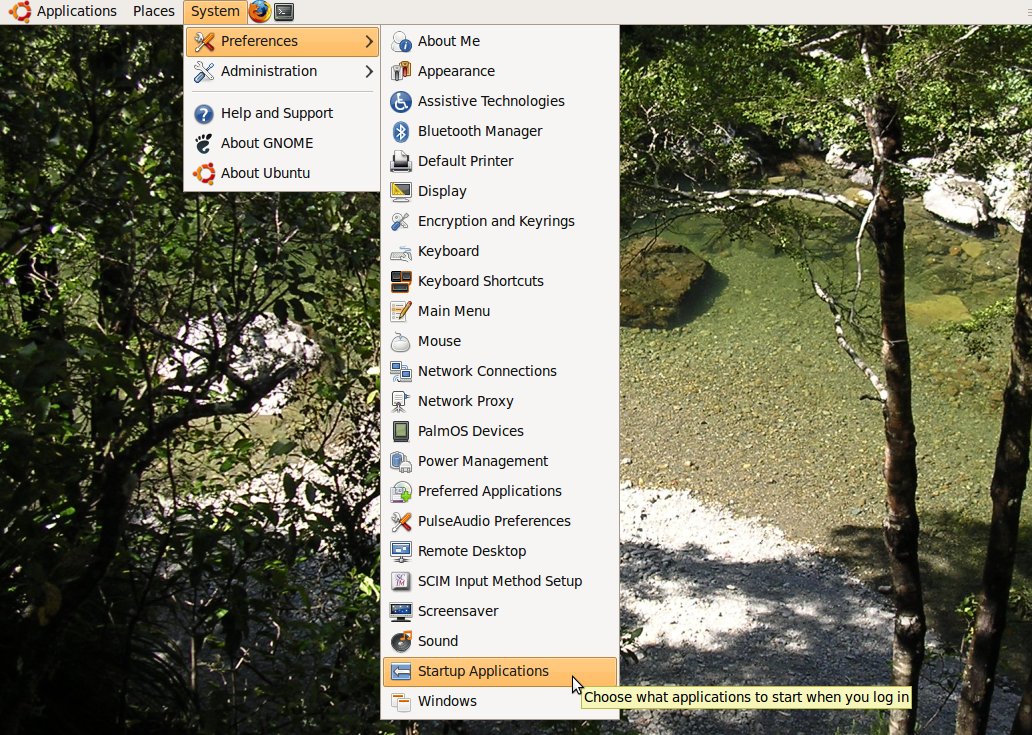 Applications Places System
Preferences
Administration
Help and Support
About GNOME
About Ubuntu
About Me
Appearance
Assistive Technologies
Bluetooth Manager
Default Printer
Display
Encryption and Keyrings
Keyboard
Keyboard Shortcuts
Main Menu
Mouse
Network Connections
Network Proxy
PalmOS Devices
Power Management
Preferred Applications
PulseAudio Preferences
Remote Desktop
SCIM Input Method Setup
Screensaver
Sound
Startup Applications
Choose what applications to start when you log in
Windows